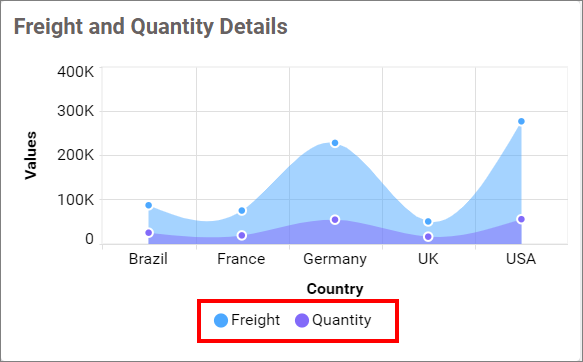 Freight and Quantity Details
400K
300K
200K
100K
0
Values
Brazil France Germany UK USA
Country
Freight Quantity